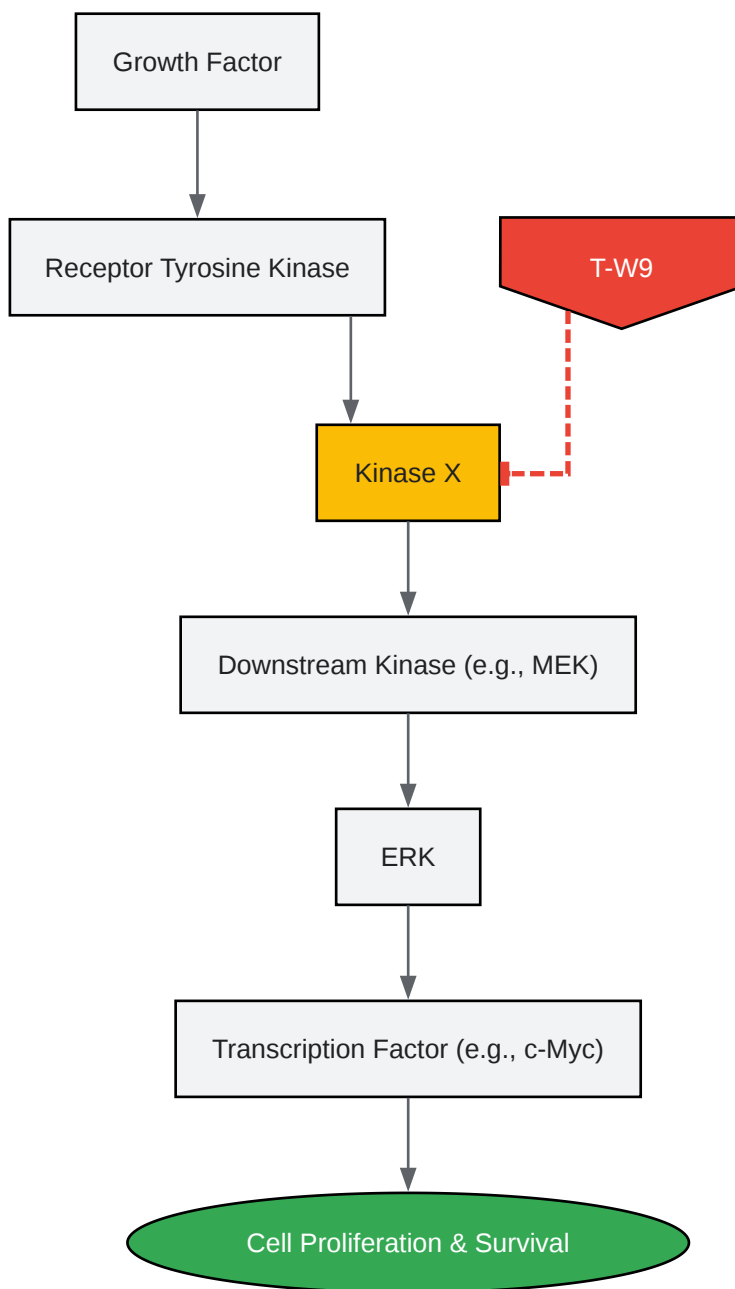 Growth Factor
Receptor Tyrosine Kinase
T-W9
Kinase X
Downstream Kinase (e.g., MEK)
ERK
Transcription Factor (e.g., c-Myc)
Cell Proliferation & Survival